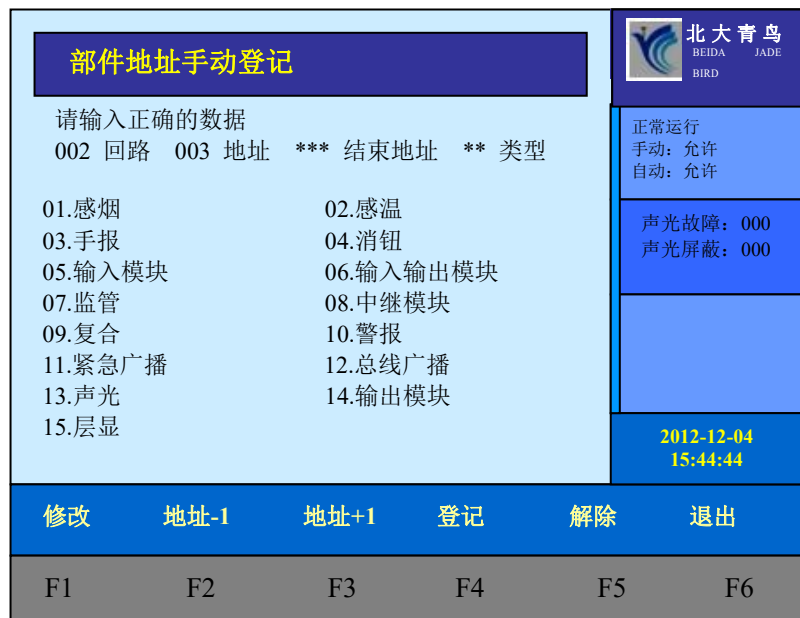 部件地址手动登记
请输入正确的数据
002 回路 003 地址 *** 结束地址 ** 类型
01.感烟 02.感温
03.手报 04.消钮
05.输入模块 06.输入输出模块
07.监管 08.中继模块
09.复合 10.警报
11.紧急广播 12.总线广播
13.声光 14.输出模块
15.层显
北大青鸟
BEIDA JADE
BIRD
正常运行
手动：允许
自动：允许
声光故障：000
声光屏蔽：000
2012-12-04
15:44:44
修改 地址-1 地址+1 登记 解除 退出
F1 F2 F3 F4 F5 F6